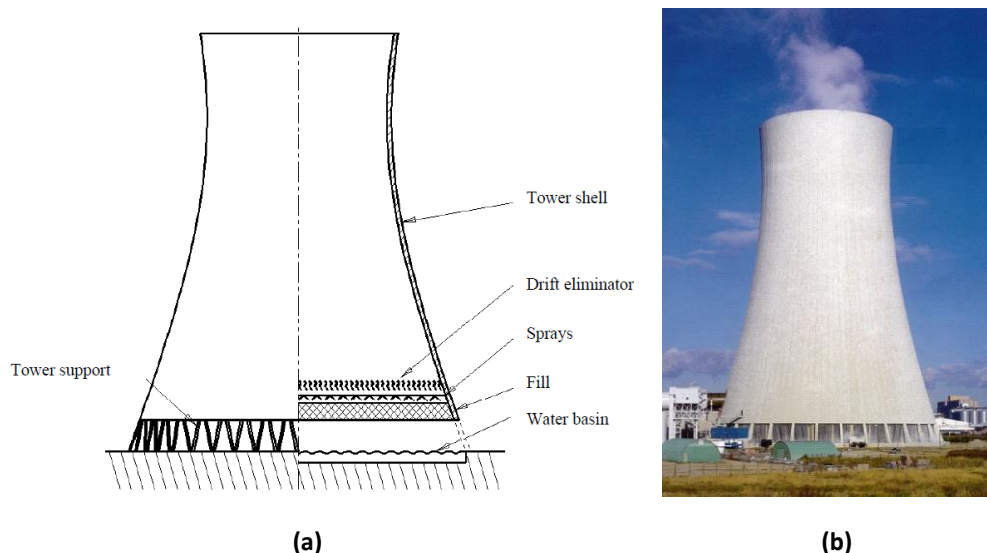 Tower shell
Drift eliminator
Sprays
Tower support
Fill
Water basin
(a)
(b)